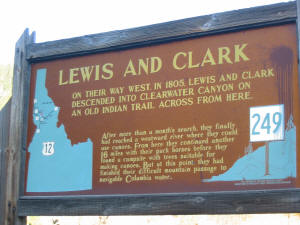 LEWIS AND CLARK
ON THEIR WAY WEST IN 1805, LEWIS AND CLARK
DESCENDED INTO CLEARWATER CANYON ON
AN OLD INDIAN TRAIL ACROSS FROM HERE.
After more than a month's search, they finally
had reached a westward river where they could
use canoes. From here they continued another
16 miles with their pack horses before they
found a campsite with trees suitable for
making canoes. But at this point they had
finished their difficult mountain passage to
navigable Columbia water.
12
249